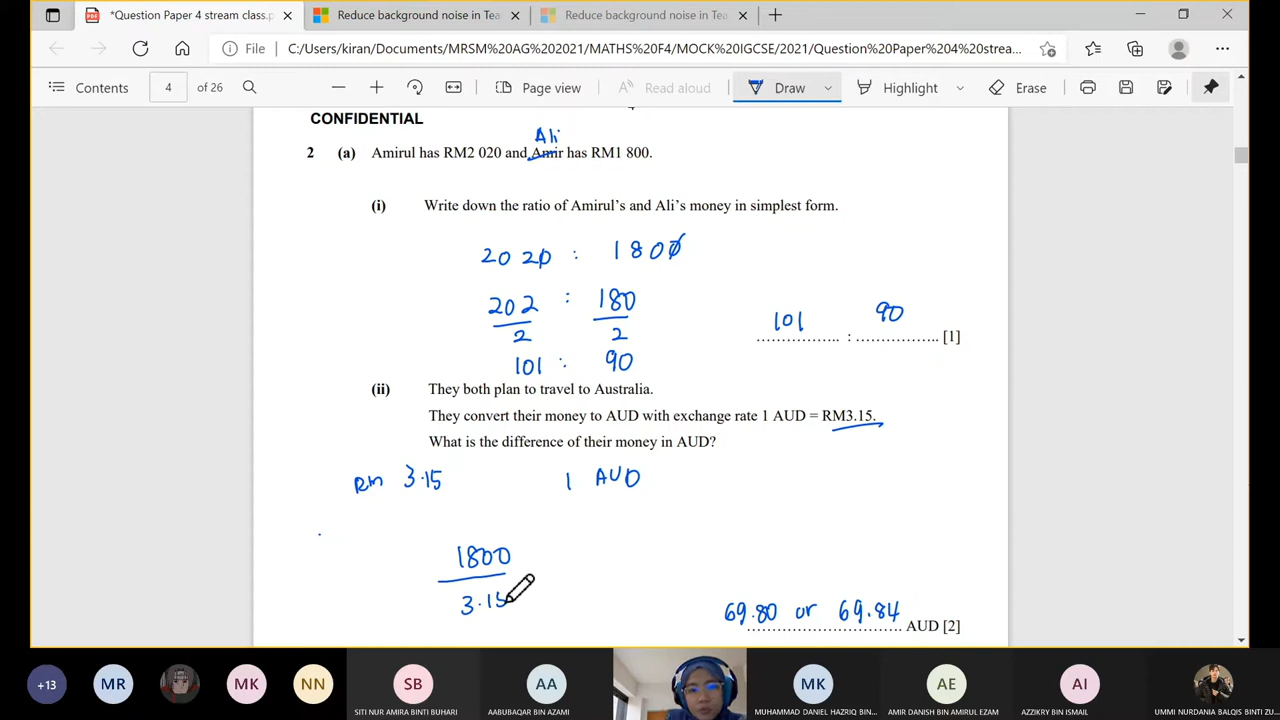 *Question Paper 4 stream class.p
Reduce background noise in Tea
Reduce background noise in Tea
File
C:/Users/kiran/Documents/MRSM%20AG%202021/MATHS%20F4/MOCK%20IGCSE/2021/Question%20Paper%204%20strea...
Contents 4 of 26 Page view Read aloud Draw Highlight Erase
CONFIDENTIAL
Ali
2 (a) Amirul has RM2 020 and Amir has RM1 800.
(i) Write down the ratio of Amirul's and Ali's money in simplest form.
2020 : 1800
202 : 180
2 2
101 : 90
101 90
................. : ................. [1]
(ii) They both plan to travel to Australia.
They convert their money to AUD with exchange rate 1 AUD = RM3.15.
What is the difference of their money in AUD?
Rm 3.15 1 AUD
1800
3.15
69.80 or 69.84
................................. AUD [2]
+13 MR MK NN SB AA MK AE AI
SITI NUR AMIRA BINTI BUHARI
AABUBAQAR BIN AZAMI
MUHAMMAD DANIEL HAZRIQ BIN...
AMIR DANISH BIN AMIRUL EZAM
AZZIKRY BIN ISMAIL
UMMI NURDANIA BALQIS BINTI ZU...